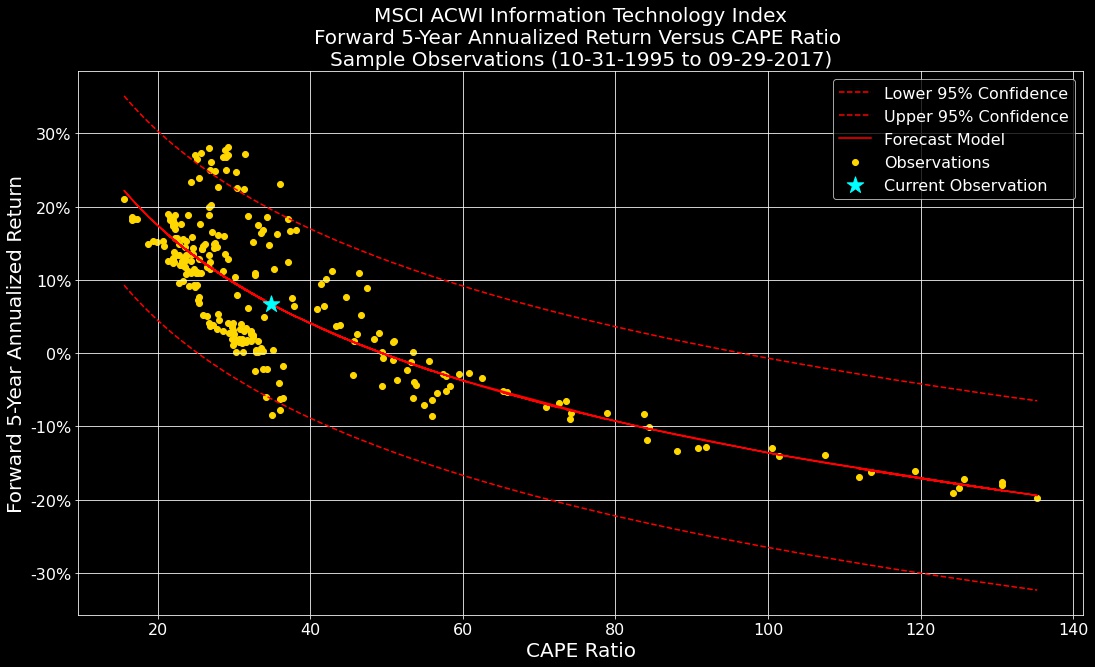 MSCI ACWI Information Technology Index
Forward 5-Year Annualized Return Versus CAPE Ratio
Sample Observations (10-31-1995 to 09-29-2017)
Lower 95% Confidence
Upper 95% Confidence
Forecast Model
Observations
Current Observation
Forward 5-Year Annualized Return
30%
20%
10%
0%
-10%
-20%
-30%
20 40 60 80 100 120 140
CAPE Ratio